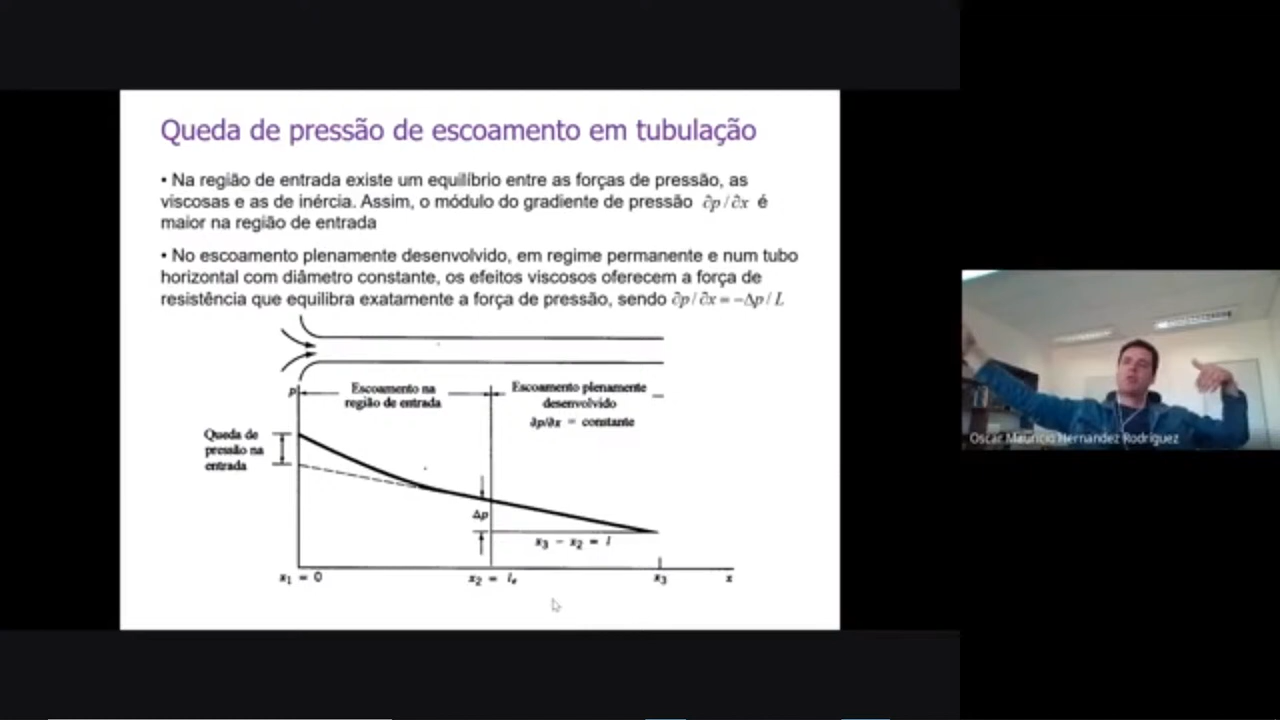 Queda de pressão de escoamento em tubulação
• Na região de entrada existe um equilíbrio entre as forças de pressão, as
viscosas e as de inércia. Assim, o módulo do gradiente de pressão ∂p / ∂x é
maior na região de entrada
• No escoamento plenamente desenvolvido, em regime permanente e num tubo
horizontal com diâmetro constante, os efeitos viscosos oferecem a força de
resistência que equilibra exatamente a força de pressão, sendo ∂p / ∂x = -Δp / L
p
Escoamento na
região de entrada
Escoamento plenamente
desenvolvido
∂p/∂x = constante
Queda de
pressão na
entrada
Δp
x₃ - x₂ = l
x₁ = 0
x₂ = lₑ
x₃
x
Oscar Mauricio Hernandez Rodriguez